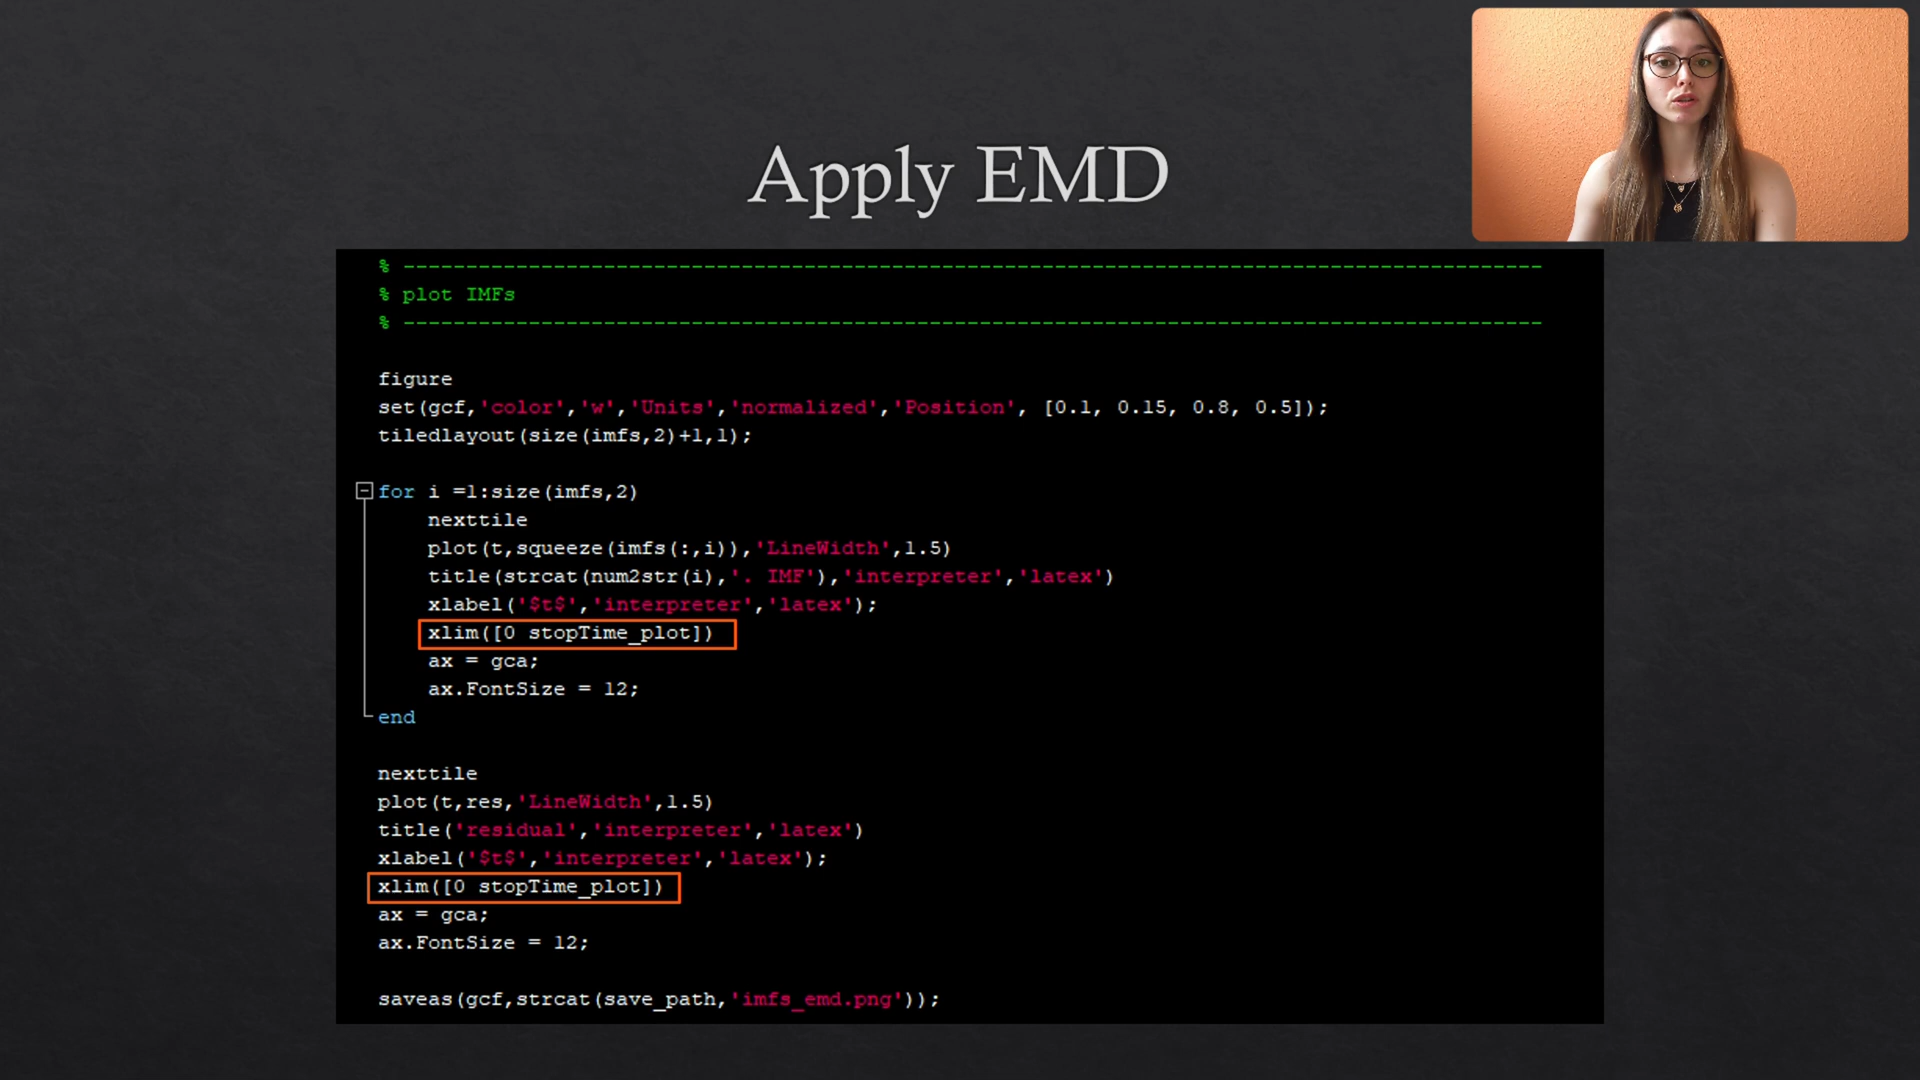 Apply EMD
% --------------------------------------------------------------------------------------------
% plot IMFs
% --------------------------------------------------------------------------------------------
figure
set(gcf,'color','w','Units','normalized','Position', [0.1, 0.15, 0.8, 0.5]);
tiledlayout(size(imfs,2)+1,1);
for i =1:size(imfs,2)
nexttile
plot(t,squeeze(imfs(:,i)),'LineWidth',1.5)
title(strcat(num2str(i),'. IMF'),'interpreter','latex')
xlabel('$t$','interpreter','latex');
xlim([0 stopTime_plot])
ax = gca;
ax.FontSize = 12;
end
nexttile
plot(t,res,'LineWidth',1.5)
title('residual','interpreter','latex')
xlabel('$t$','interpreter','latex');
xlim([0 stopTime_plot])
ax = gca;
ax.FontSize = 12;
saveas(gcf,strcat(save_path,'imfs_emd.png'));